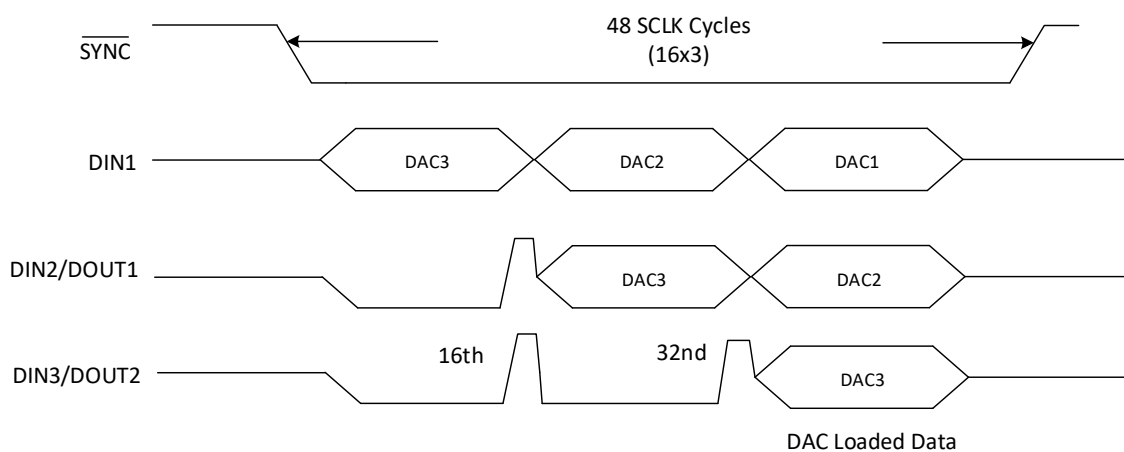 48 SCLK Cycles
SYNC
(16x3)
DIN1
DAC3
DAC2
DAC1
DIN2/DOUT1
DAC3
DAC2
16th
32nd
DIN3/DOUT2
DAC3
DAC Loaded Data